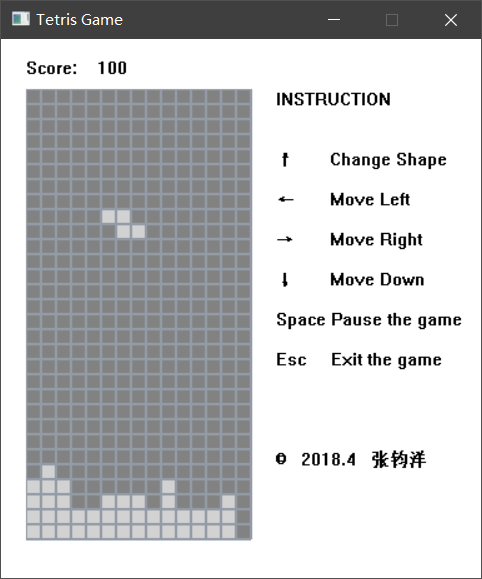 Tetris Game
Score: 100
INSTRUCTION
↑ Change Shape
← Move Left
→ Move Right
↓ Move Down
Space Pause the game
Esc Exit the game
© 2018.4 张钧洋